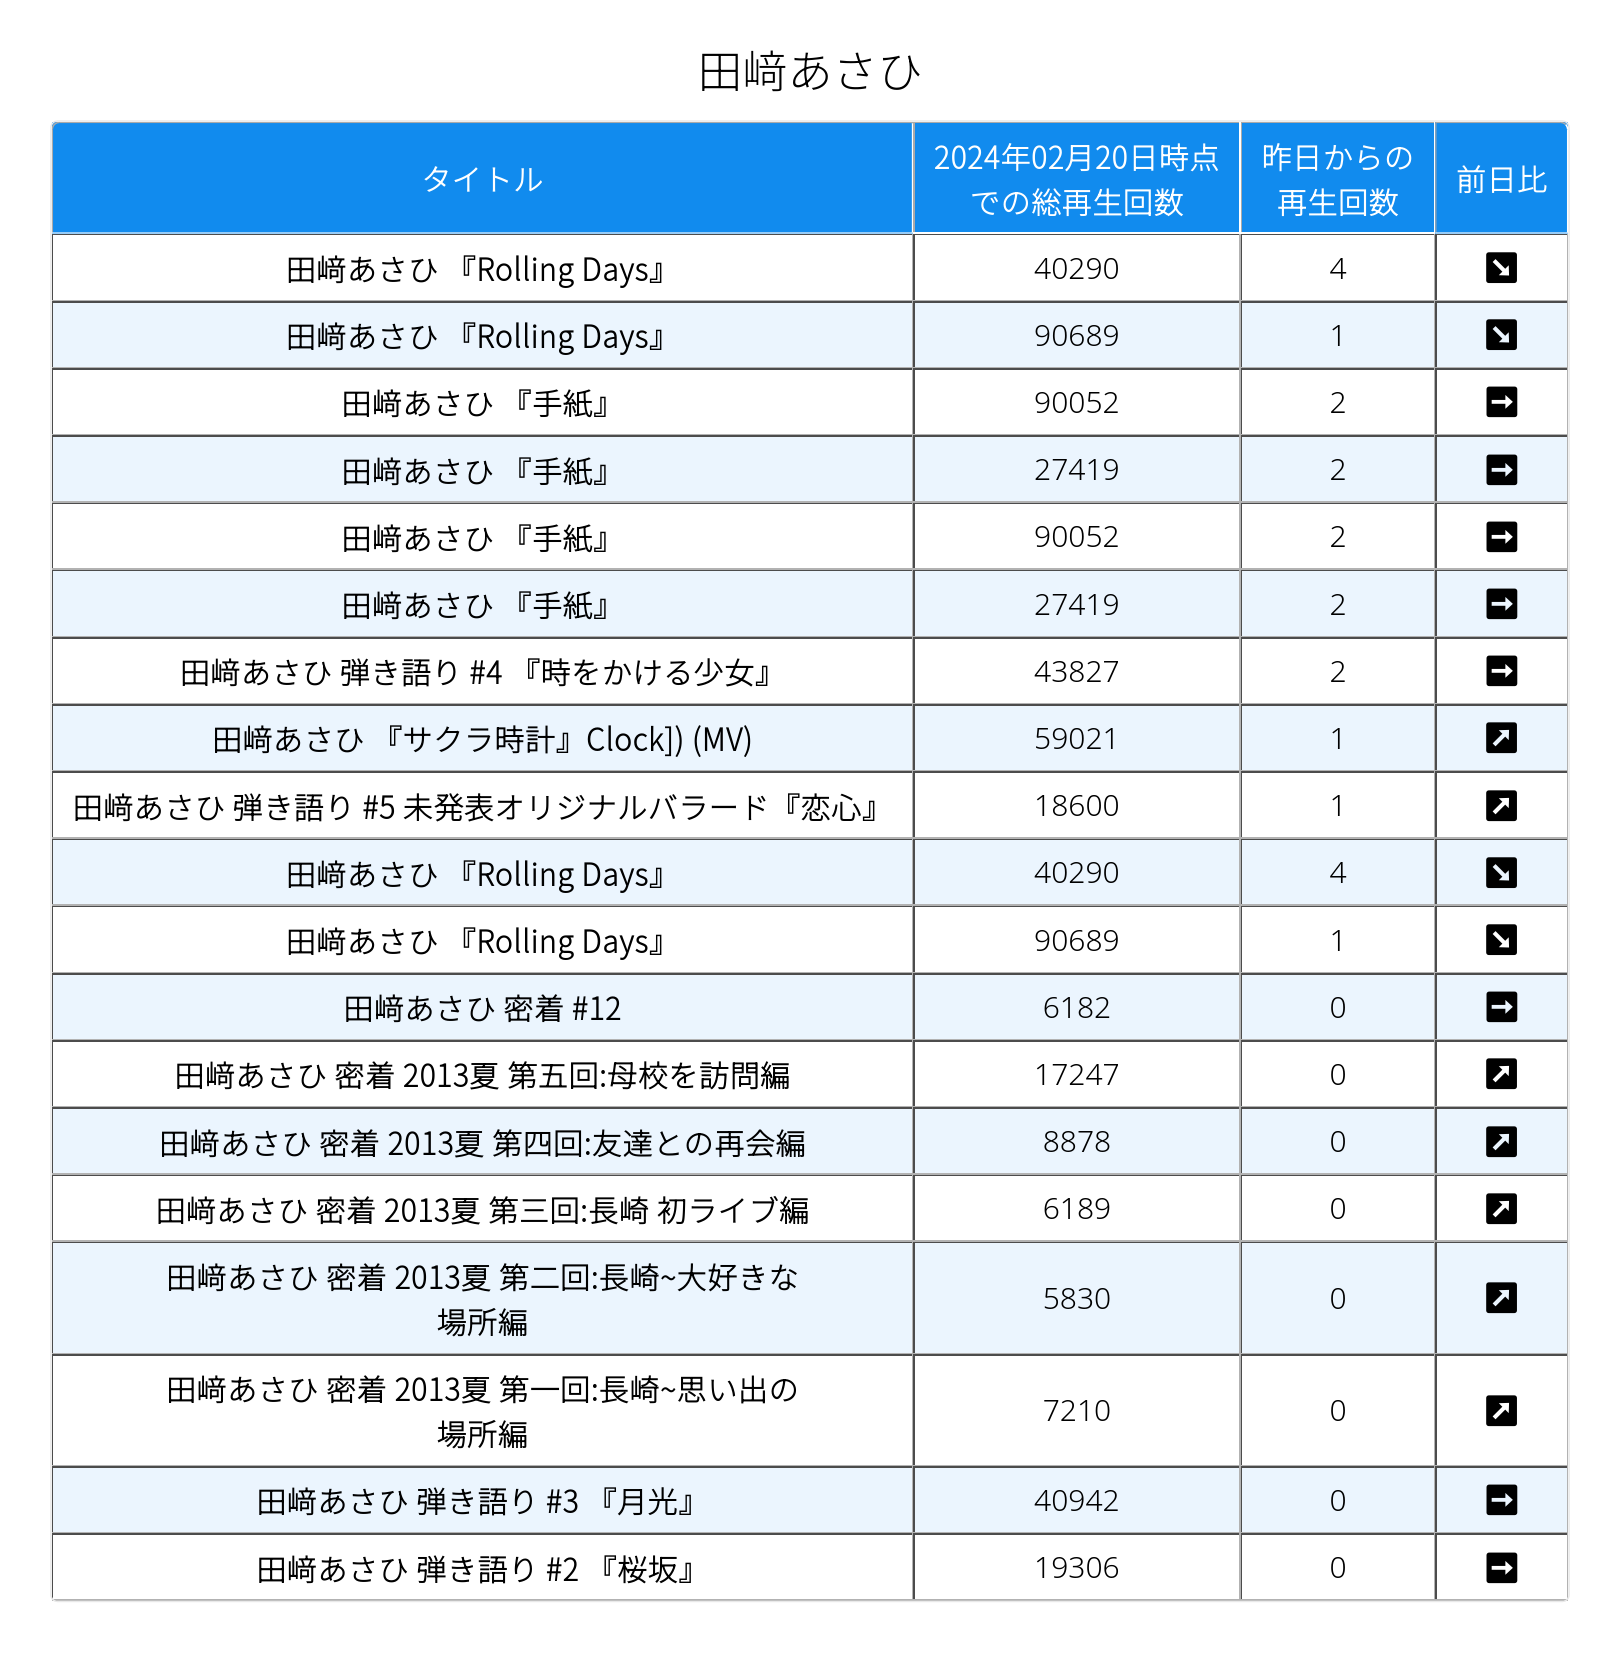 田﨑あさひ
タイトル 2024年02月20日時点 昨日からの 前日比
での総再生回数 再生回数
田﨑あさひ 『Rolling Days』 40290 4 ↘
田﨑あさひ 『Rolling Days』 90689 1 ↘
田﨑あさひ 『手紙』 90052 2 →
田﨑あさひ 『手紙』 27419 2 →
田﨑あさひ 『手紙』 90052 2 →
田﨑あさひ 『手紙』 27419 2 →
田﨑あさひ 弾き語り #4 『時をかける少女』 43827 2 →
田﨑あさひ 『サクラ時計』Clock]) (MV) 59021 1 ↗
田﨑あさひ 弾き語り #5 未発表オリジナルバラード『恋心』 18600 1 ↗
田﨑あさひ 『Rolling Days』 40290 4 ↘
田﨑あさひ 『Rolling Days』 90689 1 ↘
田﨑あさひ 密着 #12 6182 0 →
田﨑あさひ 密着 2013夏 第五回:母校を訪問編 17247 0 ↗
田﨑あさひ 密着 2013夏 第四回:友達との再会編 8878 0 ↗
田﨑あさひ 密着 2013夏 第三回:長崎 初ライブ編 6189 0 ↗
田﨑あさひ 密着 2013夏 第二回:長崎~大好きな
場所編 5830 0 ↗
田﨑あさひ 密着 2013夏 第一回:長崎~思い出の
場所編 7210 0 ↗
田﨑あさひ 弾き語り #3 『月光』 40942 0 →
田﨑あさひ 弾き語り #2 『桜坂』 19306 0 →